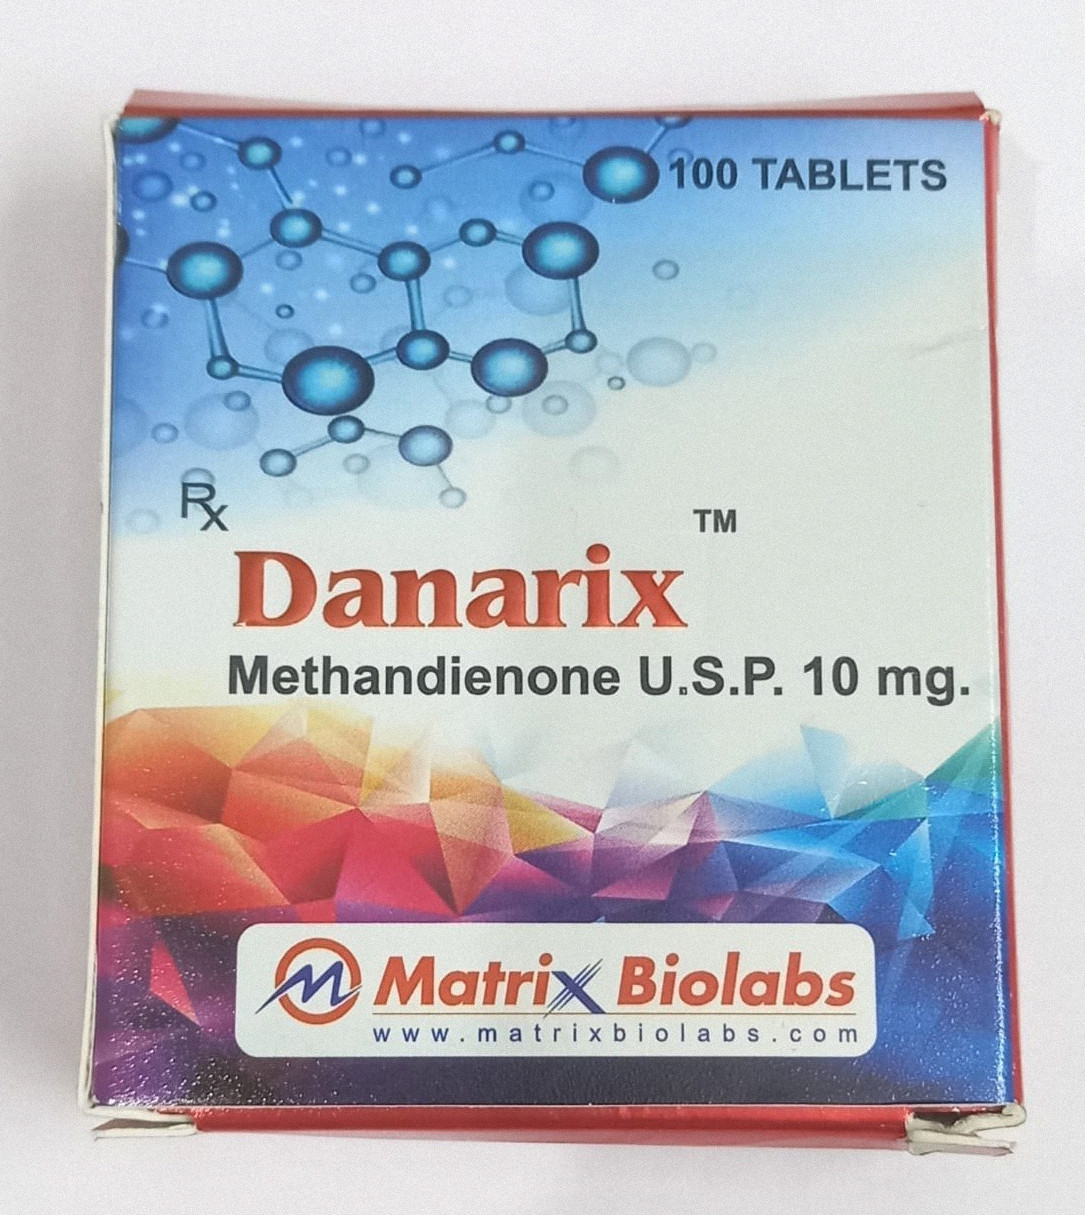 100 TABLETS
Rx
TM
Danarix
Methandienone U.S.P. 10 mg.
Matrix Biolabs
www.matrixbiolabs.com